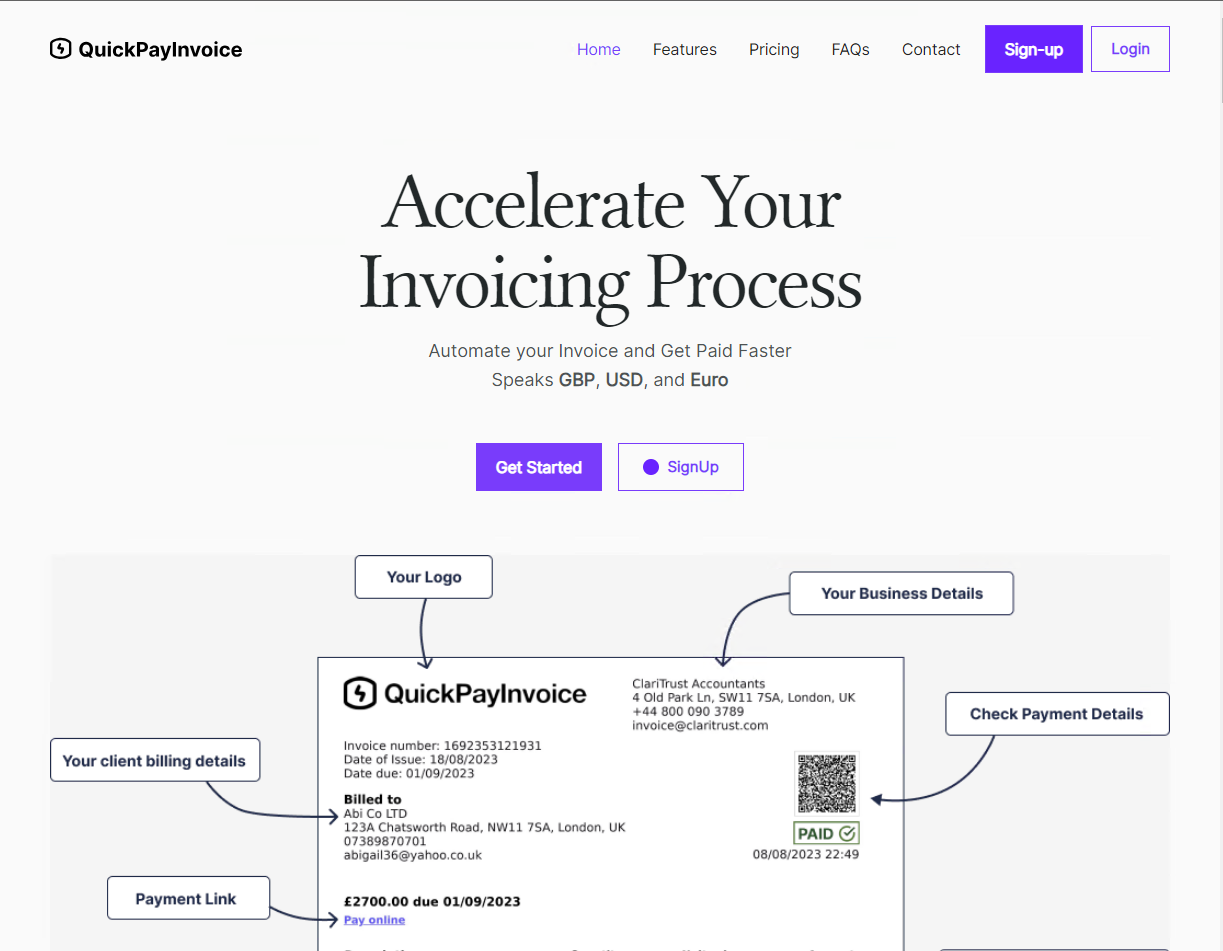 QuickPayInvoice
Home Features Pricing FAQs Contact Sign-up Login
Accelerate Your
Invoicing Process
Automate your Invoice and Get Paid Faster
Speaks GBP, USD, and Euro
Get Started SignUp
Your Logo
Your Business Details
QuickPayInvoice
ClariTrust Accountants
4 Old Park Ln, SW11 7SA, London, UK
+44 800 090 3789
invoice@claritrust.com
Check Payment Details
Your client billing details
Invoice number: 1692353121931
Date of Issue: 18/08/2023
Date due: 01/09/2023
Billed to
Abi Co LTD
123A Chatsworth Road, NW11 7SA, London, UK
07389870701
abigail36@yahoo.co.uk
PAID
08/08/2023 22:49
Payment Link
£2700.00 due 01/09/2023
Pay online